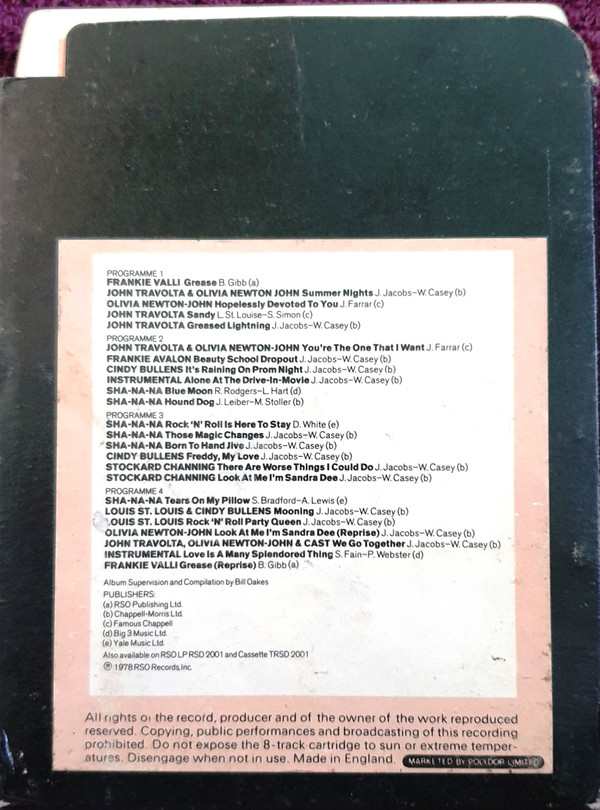 PROGRAMME 1
FRANKIE VALLI Grease B. Gibb (a)
JOHN TRAVOLTA & OLIVIA NEWTON JOHN Summer Nights J. Jacobs–W. Casey (b)
OLIVIA NEWTON-JOHN Hopelessly Devoted To You J. Farrar (c)
JOHN TRAVOLTA Sandy L. St. Louise–S. Simon (c)
JOHN TRAVOLTA Greased Lightning J. Jacobs–W. Casey (b)
PROGRAMME 2
JOHN TRAVOLTA & OLIVIA NEWTON-JOHN You're The One That I Want J. Farrar (c)
FRANKIE AVALON Beauty School Dropout J. Jacobs–W. Casey (b)
CINDY BULLENS It's Raining On Prom Night J. Jacobs–W. Casey (b)
INSTRUMENTAL Alone At The Drive-In-Movie J. Jacobs–W. Casey (b)
SHA-NA-NA Blue Moon R. Rodgers–L. Hart (d)
SHA-NA-NA Hound Dog J. Leiber–M. Stoller (b)
PROGRAMME 3
SHA-NA-NA Rock 'N' Roll Is Here To Stay D. White (e)
SHA-NA-NA Those Magic Changes J. Jacobs–W. Casey (b)
SHA-NA-NA Born To Hand Jive J. Jacobs–W. Casey (b)
CINDY BULLENS Freddy, My Love J. Jacobs–W. Casey (b)
STOCKARD CHANNING There Are Worse Things I Could Do J. Jacobs–W. Casey (b)
STOCKARD CHANNING Look At Me I'm Sandra Dee J. Jacobs–W. Casey (b)
PROGRAMME 4
SHA-NA-NA Tears On My Pillow S. Bradford–A. Lewis (e)
LOUIS ST. LOUIS & CINDY BULLENS Mooning J. Jacobs–W. Casey (b)
LOUIS ST. LOUIS Rock 'N' Roll Party Queen J. Jacobs–W. Casey (b)
OLIVIA NEWTON-JOHN Look At Me I'm Sandra Dee (Reprise) J. Jacobs–W. Casey (b)
JOHN TRAVOLTA, OLIVIA NEWTON-JOHN & CAST We Go Together J. Jacobs–W. Casey (b)
INSTRUMENTAL Love Is A Many Splendored Thing S. Fain–P. Webster (d)
FRANKIE VALLI Grease (Reprise) B. Gibb (a)
Album Supervision and Compilation by Bill Oakes
PUBLISHERS:
(a) RSO Publishing Ltd.
(b) Chappell-Morris Ltd.
(c) Famous Chappell
(d) Big 3 Music Ltd.
(e) Yale Music Ltd.
Also available on RSO LP RSD 2001 and Cassette TRSD 2001
℗ 1978 RSO Records, Inc.
All rights of the record, producer and of the owner of the work reproduced
reserved. Copying, public performances and broadcasting of this recording
prohibited. Do not expose the 8-track cartridge to sun or extreme temper-
atures. Disengage when not in use. Made in England. MARKETED BY POLYDOR LIMITED